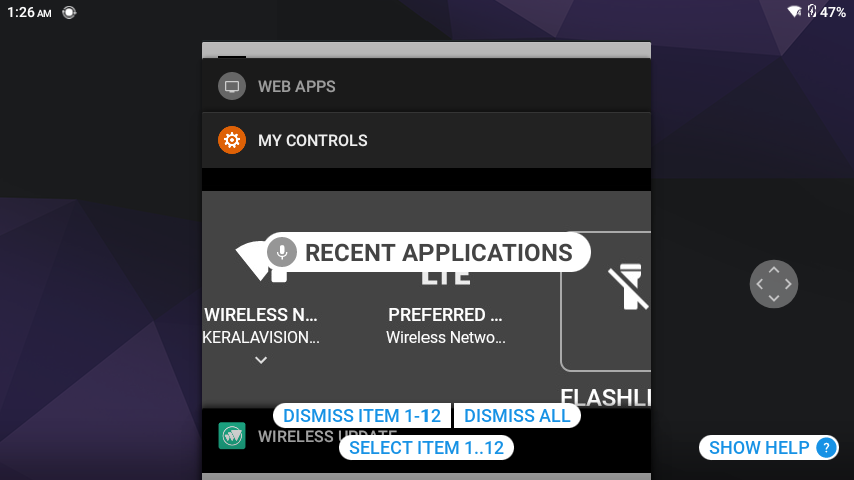 1:26 AM
47%
WEB APPS
MY CONTROLS
RECENT APPLICATIONS
LTE
WIRELESS N...
PREFERRED ...
KERALAVISION...
Wireless Netwo...
FLASHLI
DISMISS ITEM 1-12
DISMISS ALL
WIRELESS UPDATE
SELECT ITEM 1..12
SHOW HELP ?